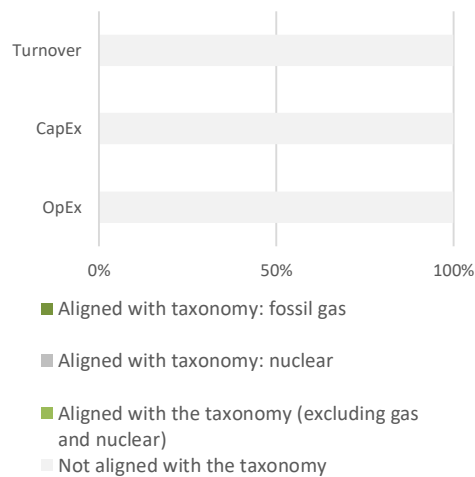 Turnover
CapEx
OpEx
0% 50% 100%
Aligned with taxonomy: fossil gas
Aligned with taxonomy: nuclear
Aligned with the taxonomy (excluding gas
and nuclear)
Not aligned with the taxonomy